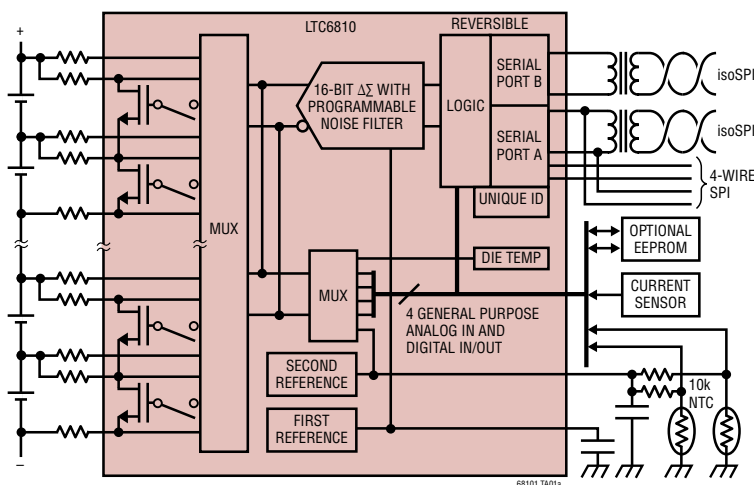 LTC6810
REVERSIBLE
+
16-BIT ΔΣ WITH
PROGRAMMABLE
NOISE FILTER
LOGIC
SERIAL
PORT B
isoSPI
SERIAL
PORT A
isoSPI
4-WIRE
SPI
UNIQUE ID
MUX
OPTIONAL
EEPROM
DIE TEMP
MUX
CURRENT
SENSOR
4 GENERAL PURPOSE
ANALOG IN AND
DIGITAL IN/OUT
SECOND
REFERENCE
10k
NTC
FIRST
REFERENCE
–
68101 TA01a